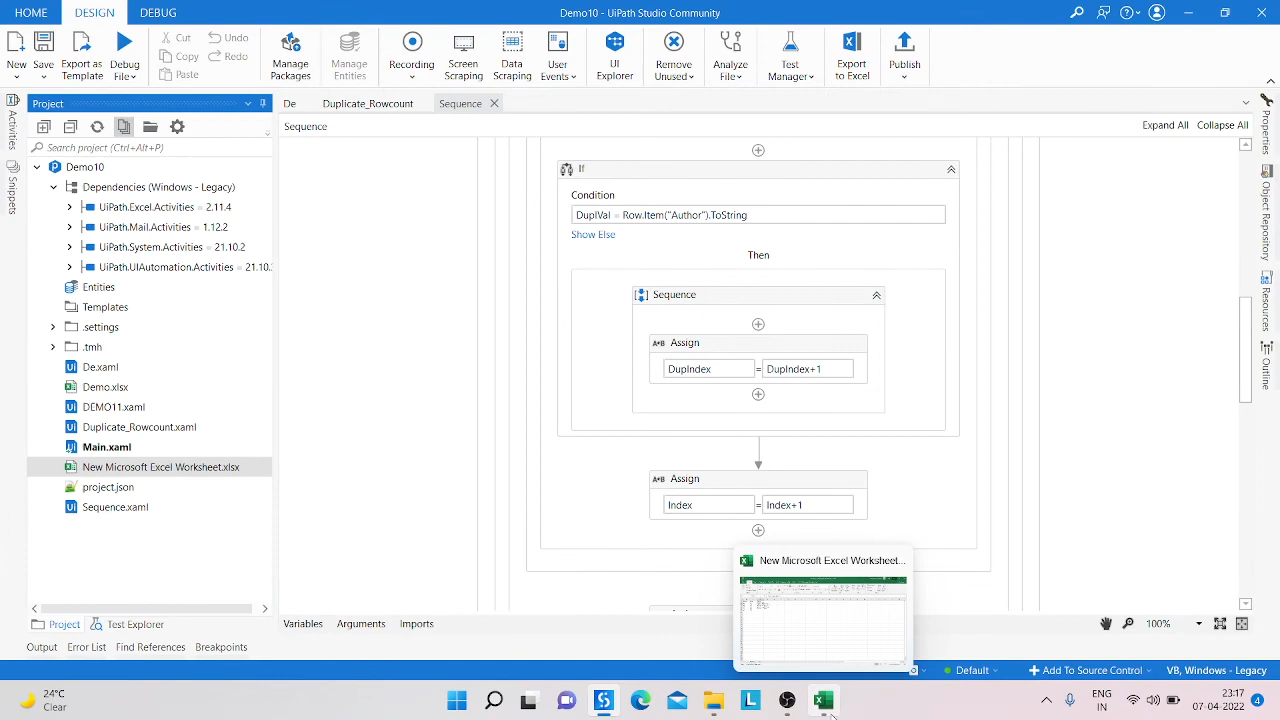 HOME DESIGN DEBUG
Demo10 - UiPath Studio Community
New Save Export as Template Debug File Cut Copy Paste Undo Redo Manage Packages Manage Entities Recording Screen Scraping Data Scraping User Events UI Explorer Remove Unused Analyze File Test Manager Export to Excel Publish
Project
De Duplicate_Rowcount Sequence
Activities
Snippets
Search project (Ctrl+Alt+P)
Demo10
Dependencies (Windows - Legacy)
UiPath.Excel.Activities = 2.11.4
UiPath.Mail.Activities = 1.12.2
UiPath.System.Activities = 21.10.2
UiPath.UIAutomation.Activities = 21.10.
Entities
Templates
.settings
.tmh
De.xaml
Demo.xlsx
DEMO11.xaml
Duplicate_Rowcount.xaml
Main.xaml
New Microsoft Excel Worksheet.xlsx
project.json
Sequence.xaml
Project Test Explorer
Output Error List Find References Breakpoints
Sequence
Expand All Collapse All
If
Condition
DuplVal = Row.Item("Author").ToString
Show Else
Then
Sequence
Assign
DupIndex = DupIndex+1
Assign
Index = Index+1
New Microsoft Excel Worksheet...
Variables Arguments Imports
100%
Properties
Object Repository
Resources
Outline
Default
Add To Source Control
VB, Windows - Legacy
24°C
Clear
ENG
IN
23:17
07-04-2022
4